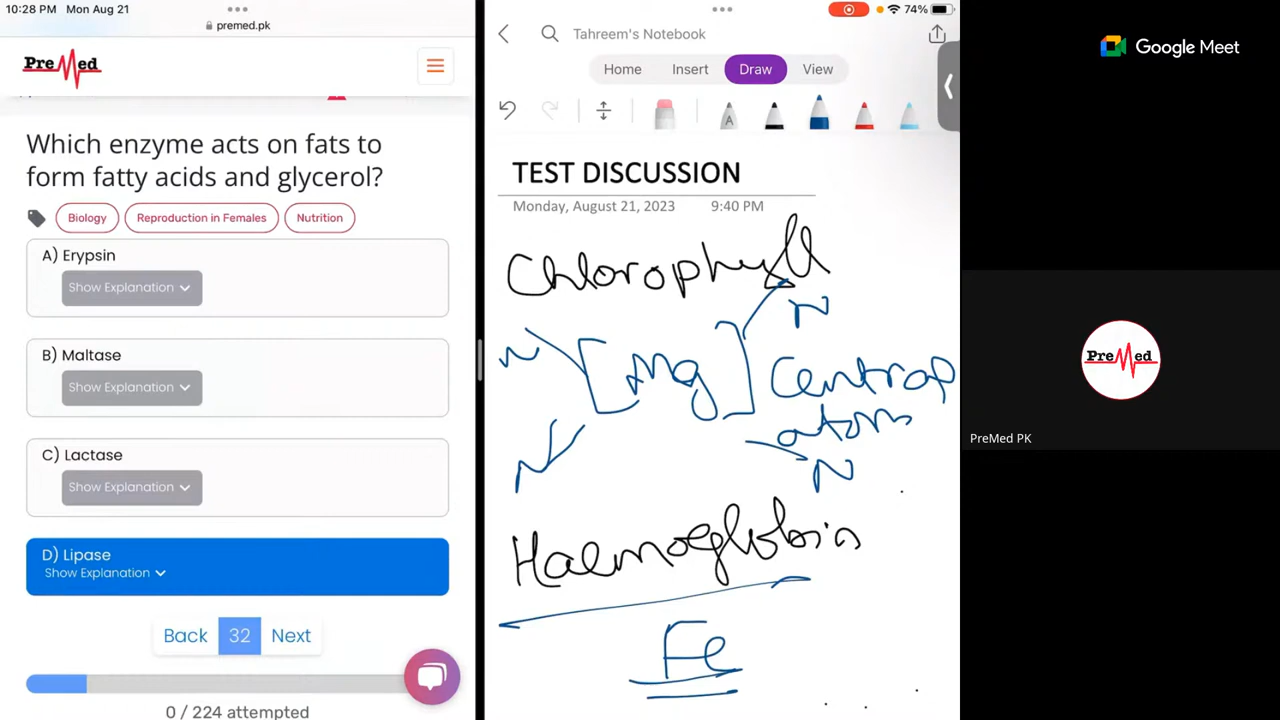 10:28 PM Mon Aug 21
premed.pk
PreMed
Which enzyme acts on fats to
form fatty acids and glycerol?
Biology
Reproduction in Females
Nutrition
A) Erypsin
Show Explanation
B) Maltase
Show Explanation
C) Lactase
Show Explanation
D) Lipase
Show Explanation
Back 32 Next
0 / 224 attempted
74%
Tahreem's Notebook
Home Insert Draw View
A
TEST DISCUSSION
Monday, August 21, 2023 9:40 PM
Chlorophyll
N
N [Mg] Central
atom
N N
Haemoglobin
Fe
Google Meet
PreMed
PreMed PK